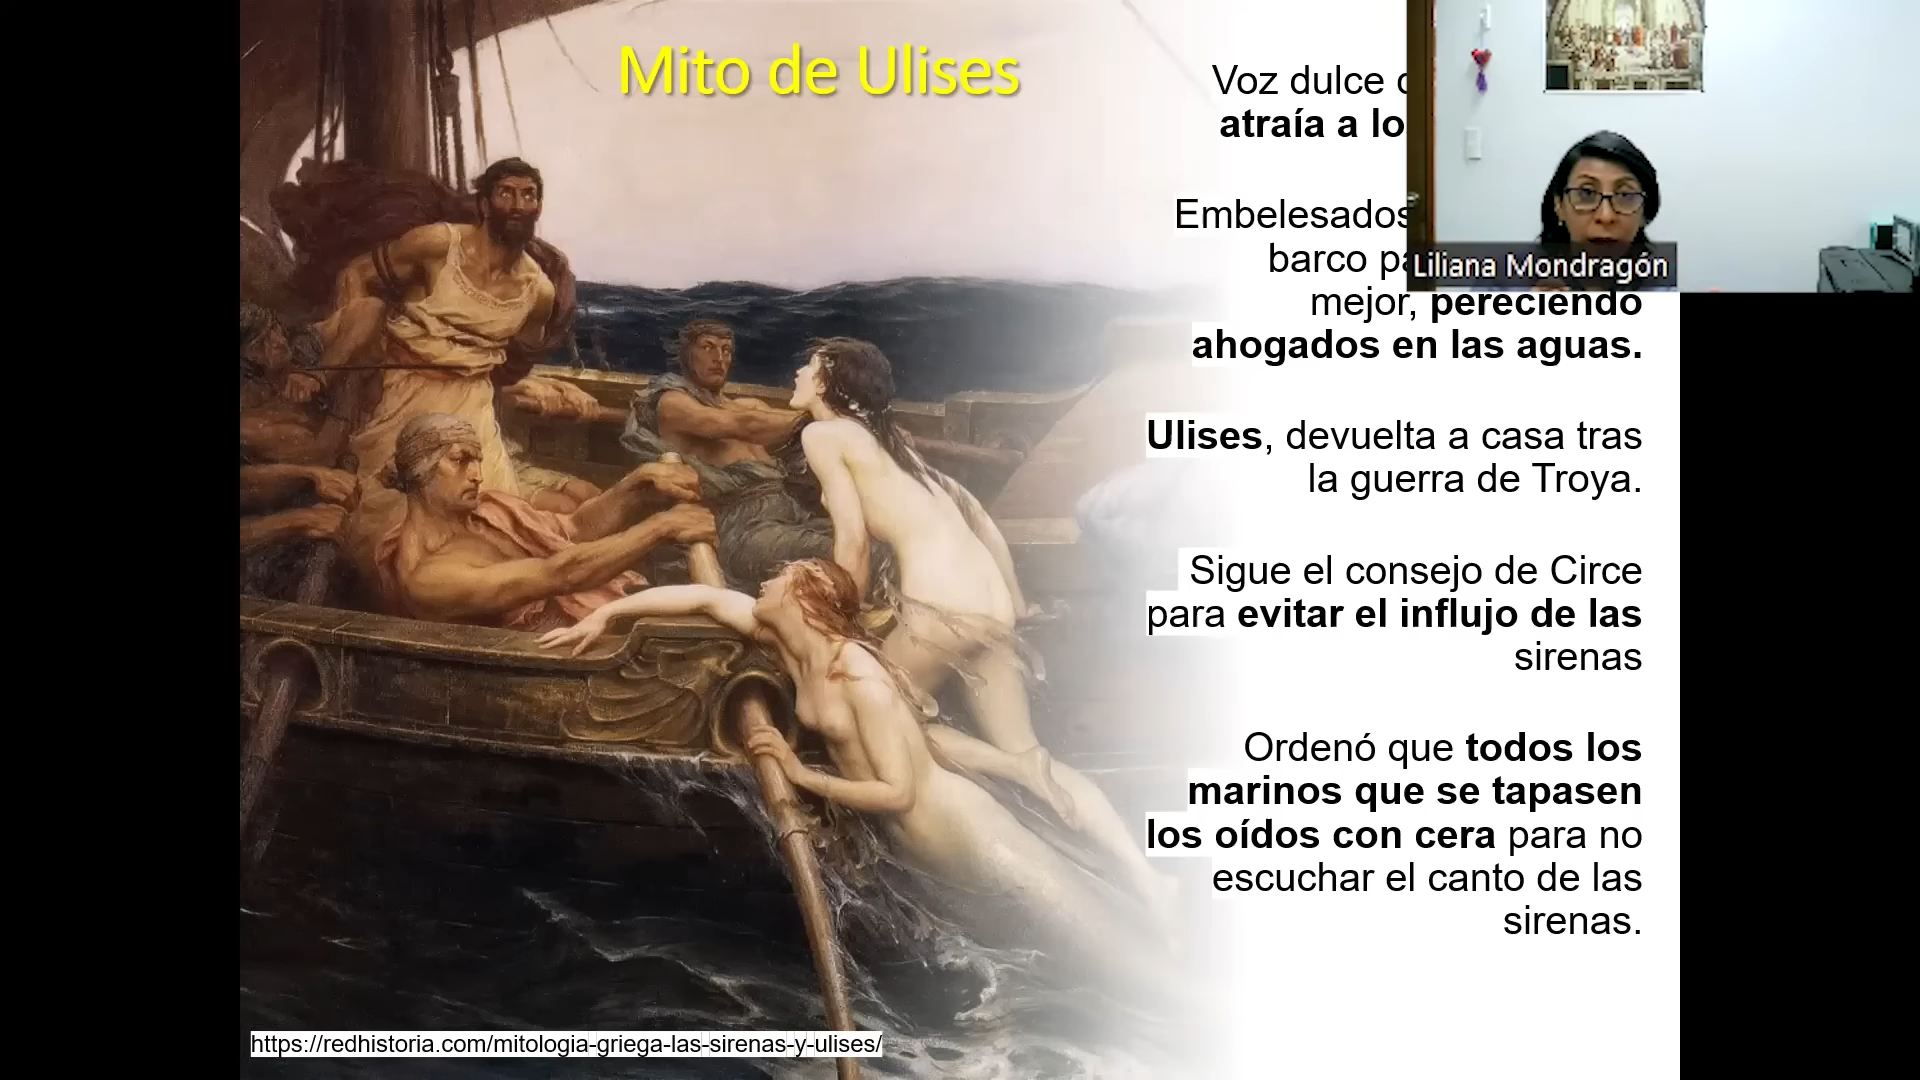 Mito de Ulises
Voz dulce
atraía a lo
Embelesados
barco
mejor, pereciendo
ahogados en las aguas.
Ulises, devuelta a casa tras
la guerra de Troya.
Sigue el consejo de Circe
para evitar el influjo de las
sirenas
Ordenó que todos los
marinos que se tapasen
los oídos con cera para no
escuchar el canto de las
sirenas.
Liliana Mondragón
https://redhistoria.com/mitologia-griega-las-sirenas-y-ulises/